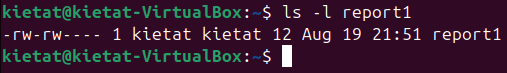 kietat@kietat-VirtualBox:~$ ls -l report1
-rw-rw---- 1 kietat kietat 12 Aug 19 21:51 report1
kietat@kietat-VirtualBox:~$